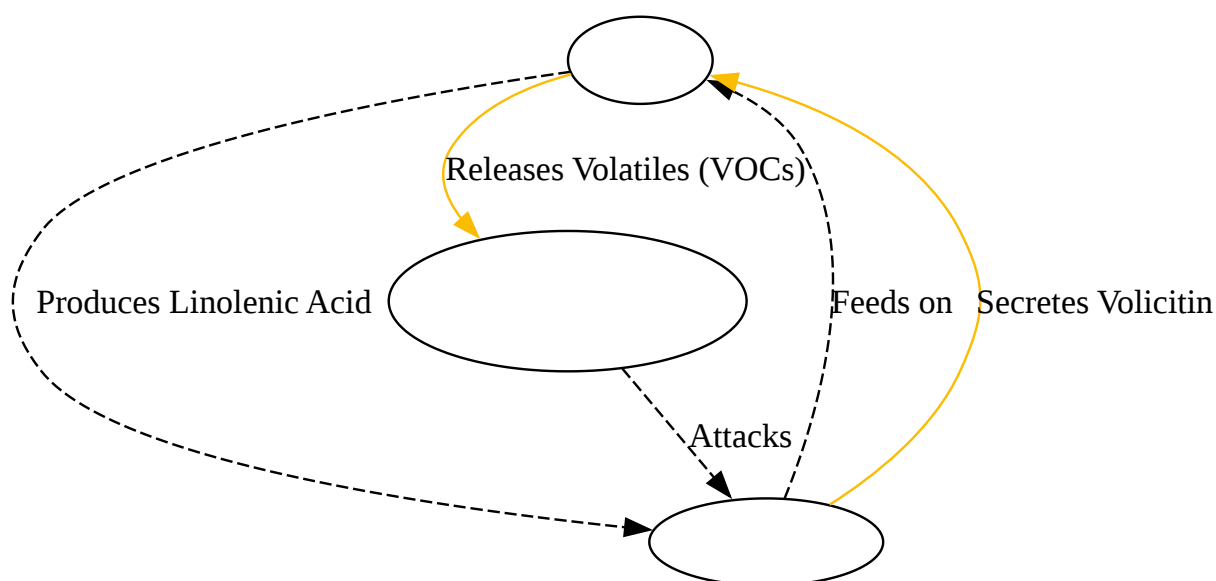 Releases Volatiles (VOCs)
Produces Linolenic Acid
Feeds on
Secretes Volicitin
Attacks